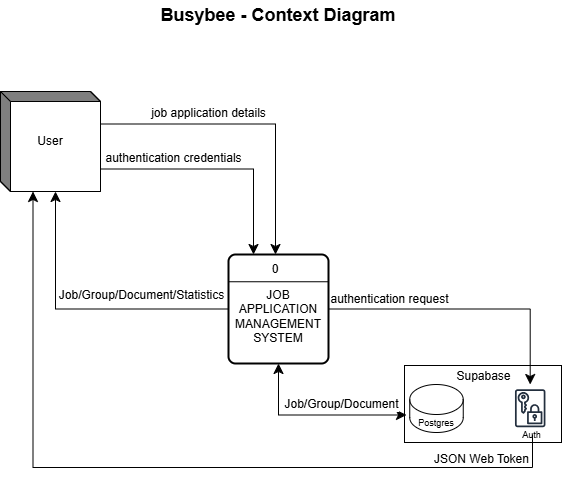 Busybee - Context Diagram
job application details
User
authentication credentials
0
Job/Group/Document/Statistics
JOB
APPLICATION
MANAGEMENT
SYSTEM
authentication request
Supabase
Job/Group/Document
Postgres
Auth
JSON Web Token